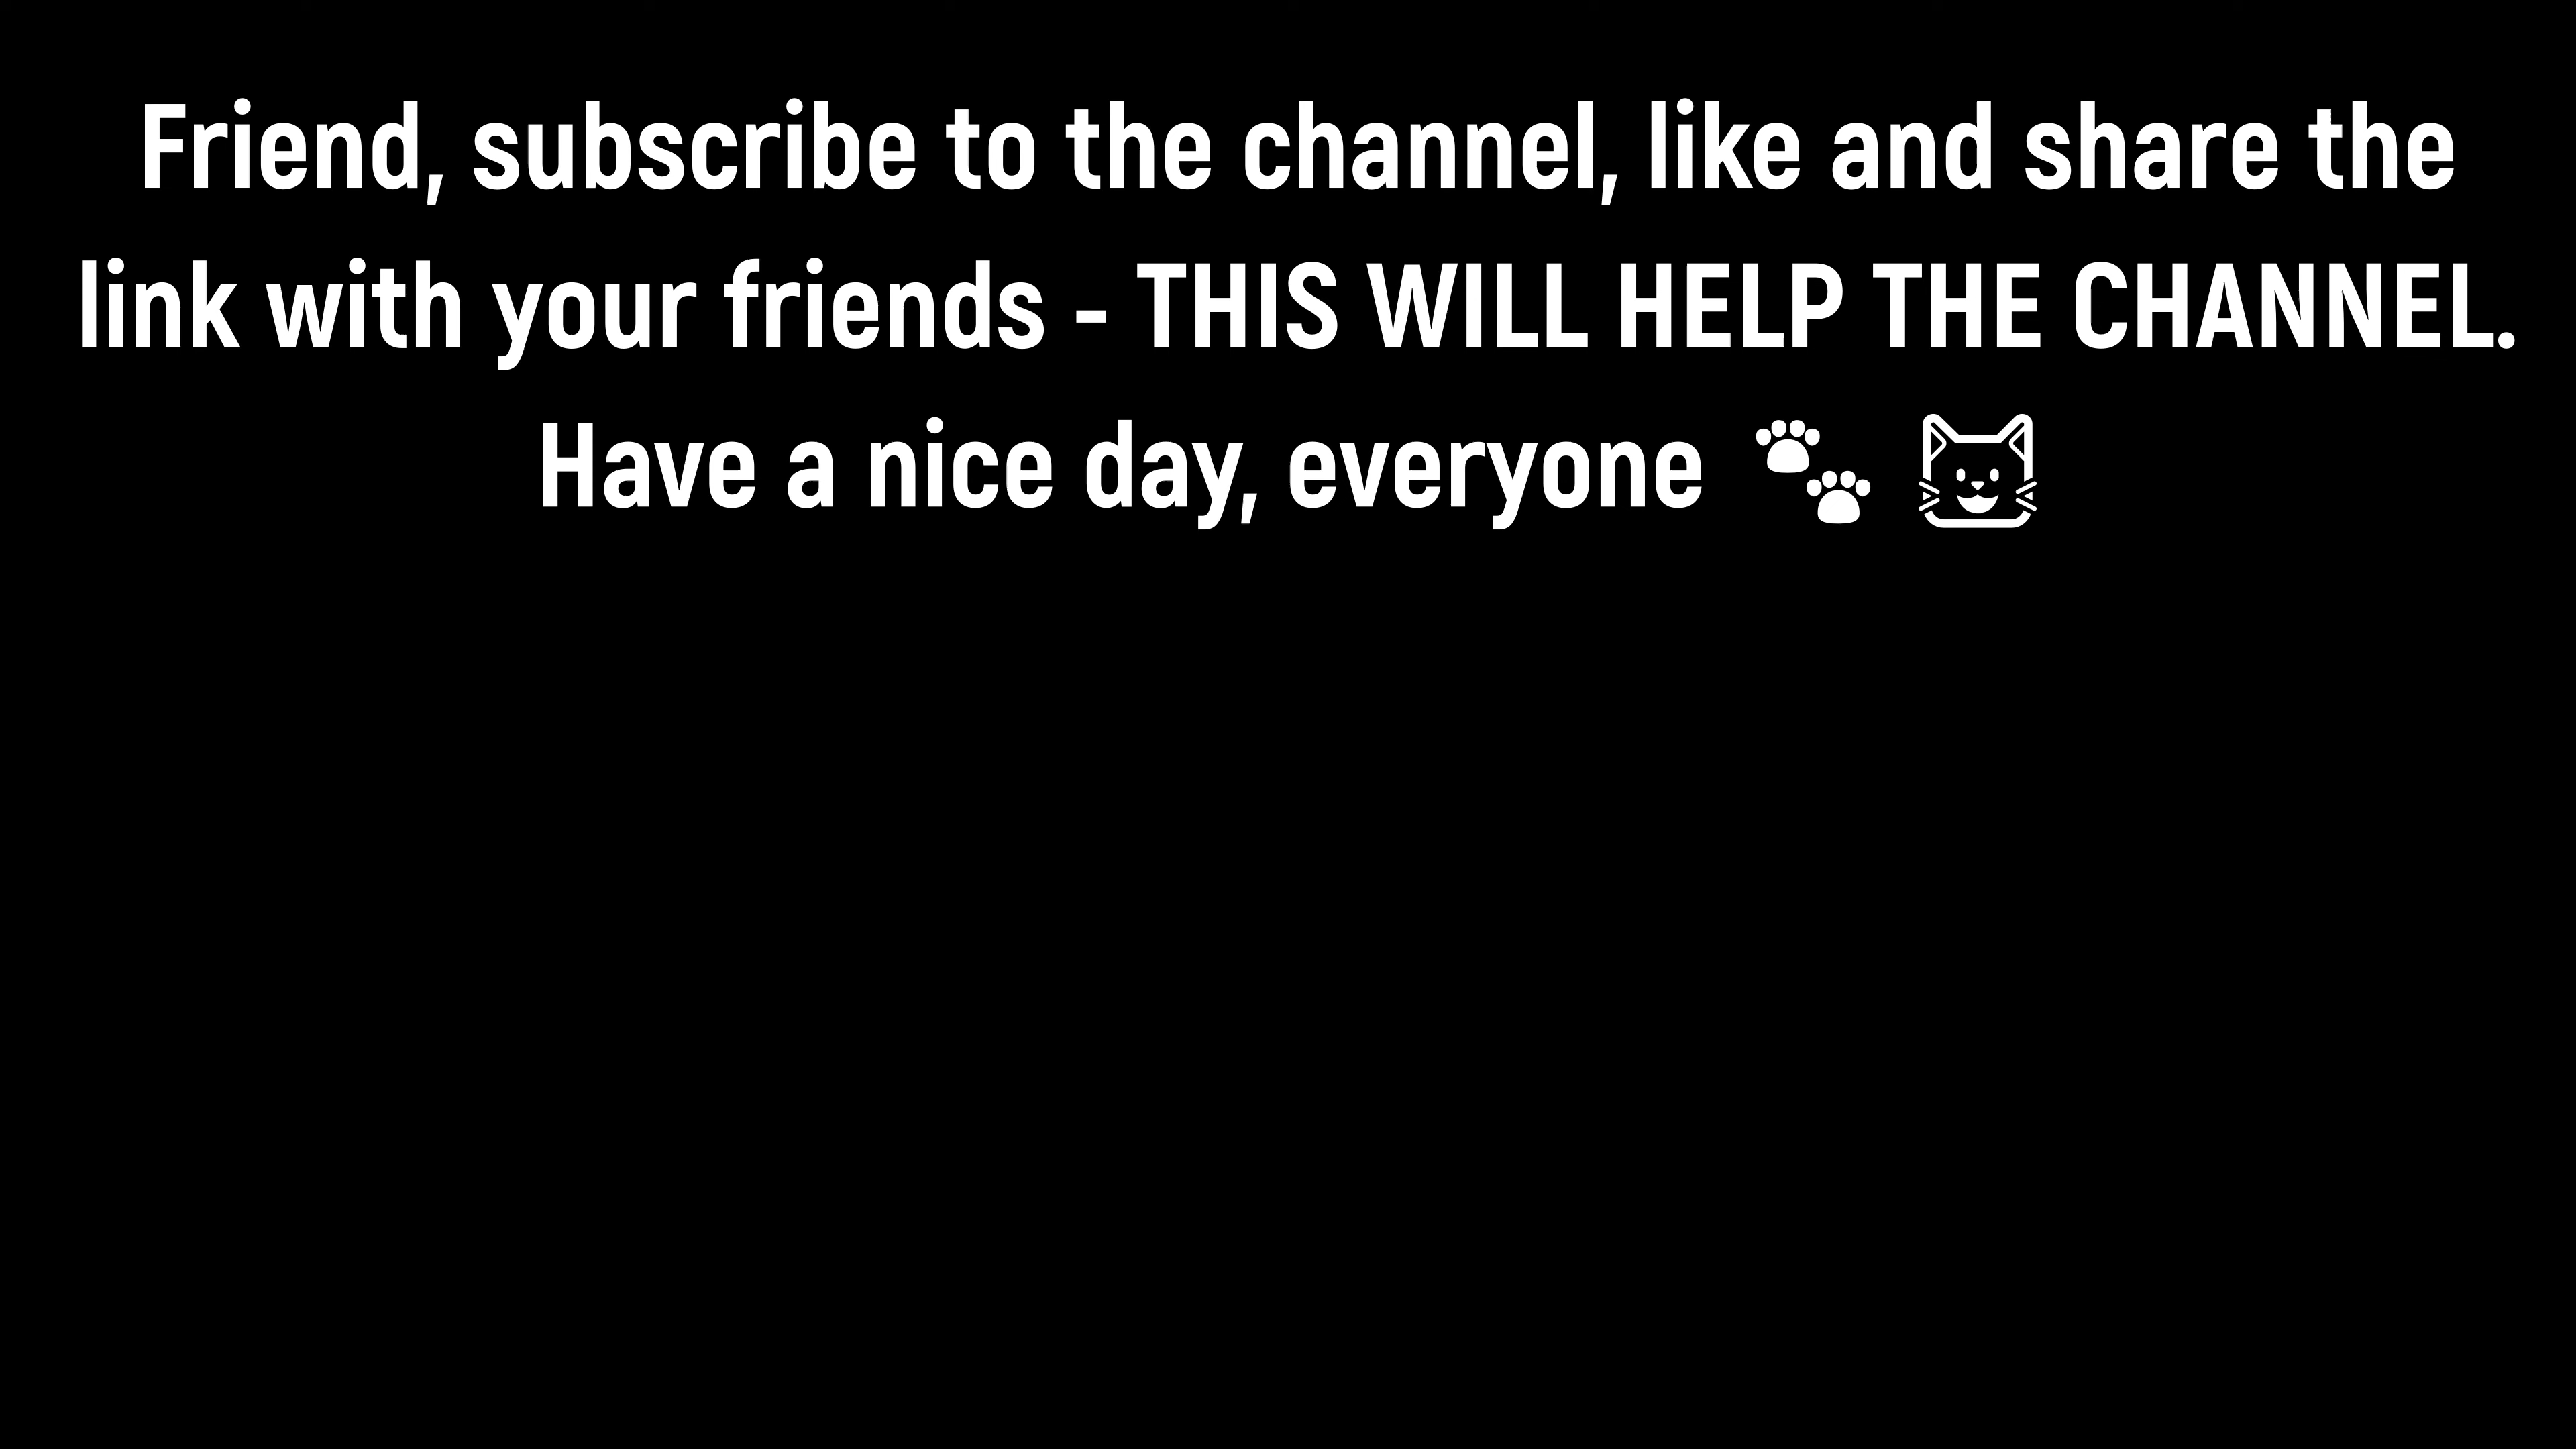 Friend, subscribe to the channel, like and share the
link with your friends - THIS WILL HELP THE CHANNEL.
Have a nice day, everyone 🐾 🐱